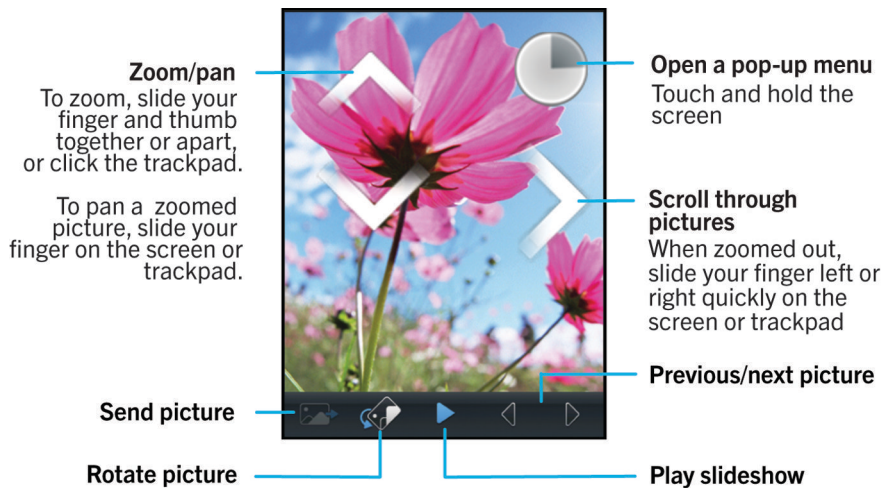 Zoom/pan
To zoom, slide your
finger and thumb
together or apart,
or click the trackpad.
To pan a zoomed
picture, slide your
finger on the screen or
trackpad.
Send picture
Rotate picture
Open a pop-up menu
Touch and hold the
screen
Scroll through
pictures
When zoomed out,
slide your finger left or
right quickly on the
screen or trackpad
Previous/next picture
Play slideshow